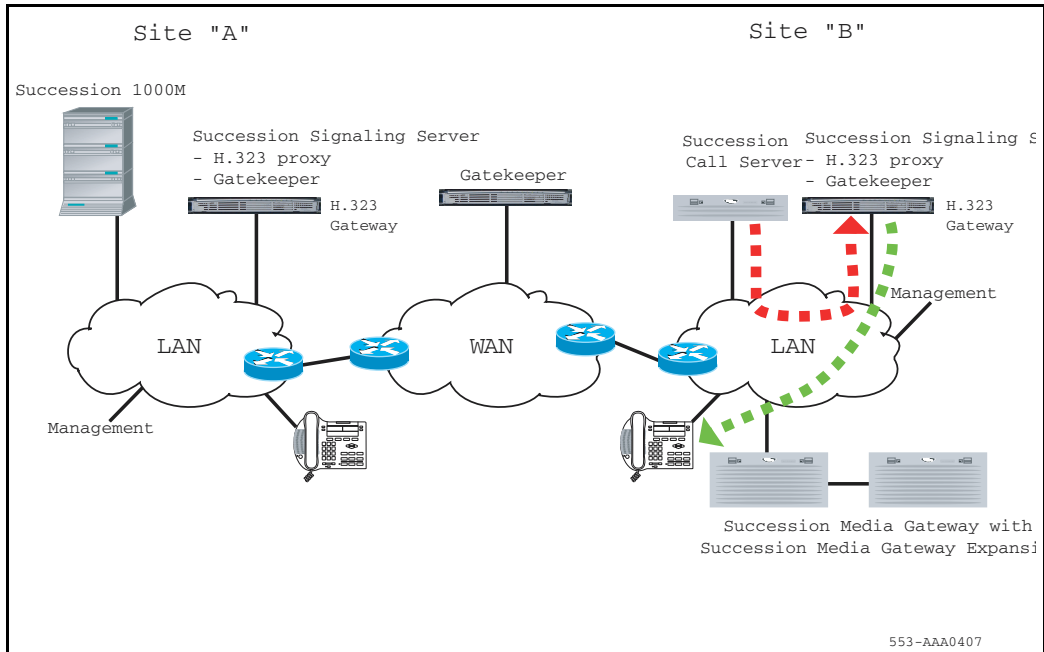 Site "A"
Site "B"
Succession 1000M
Succession Signaling Server
- H.323 proxy
- Gatekeeper
H.323
Gateway
Gatekeeper
Succession
Call Server
Succession Signaling S
- H.323 proxy
- Gatekeeper
H.323
Gateway
Management
LAN
WAN
LAN
Management
Succession Media Gateway with
Succession Media Gateway Expansi
553-AAA0407